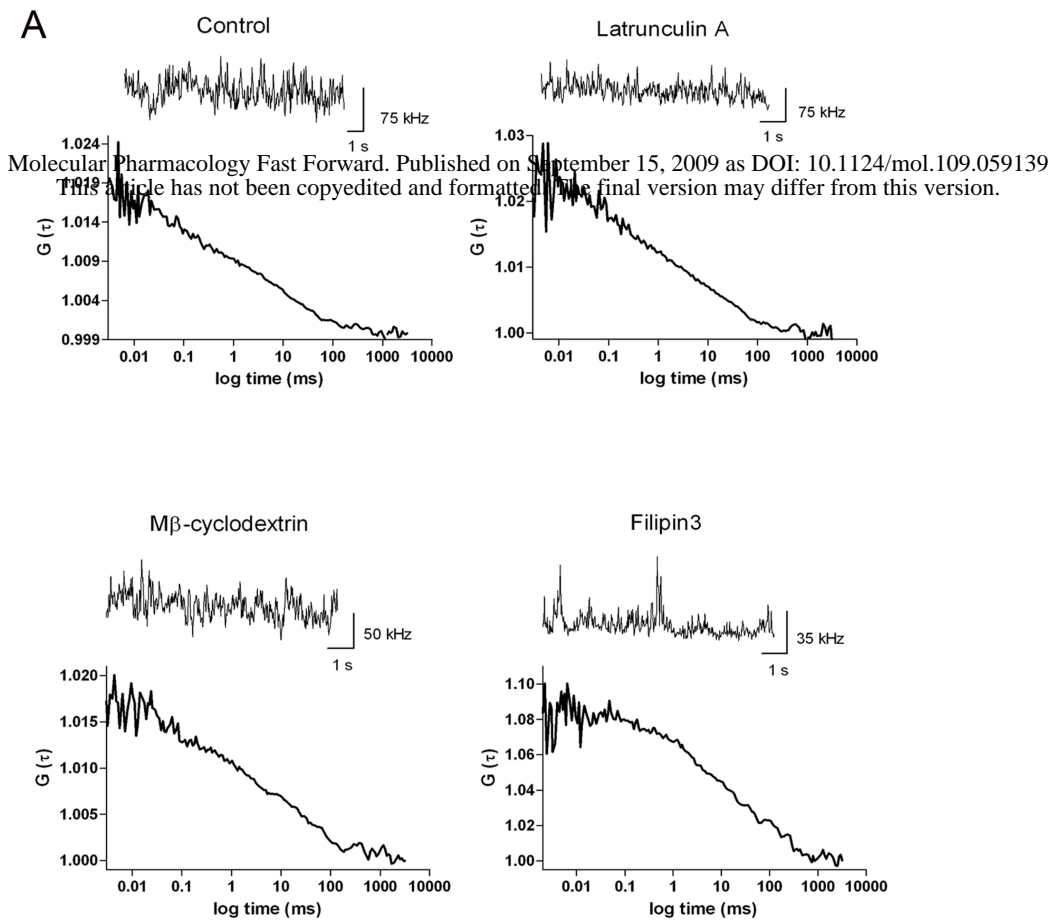 A
Control
Latrunculin A
75 kHz
1 s
75 kHz
1 s
Molecular Pharmacology Fast Forward. Published on September 15, 2009 as DOI: 10.1124/mol.109.059139
This article has not been copyedited and formatted. The final version may differ from this version.
G (τ)
1.024
1.019
1.014
1.009
1.004
0.999
0.01 0.1 1 10 100 1000 10000
log time (ms)
G (τ)
1.03
1.02
1.01
1.00
0.01 0.1 1 10 100 1000 10000
log time (ms)
Mβ-cyclodextrin
Filipin3
50 kHz
1 s
35 kHz
1 s
G (τ)
1.020
1.015
1.010
1.005
1.000
0.01 0.1 1 10 100 1000 10000
log time (ms)
G (τ)
1.10
1.08
1.06
1.04
1.02
1.00
0.01 0.1 1 10 100 1000 10000
log time (ms)